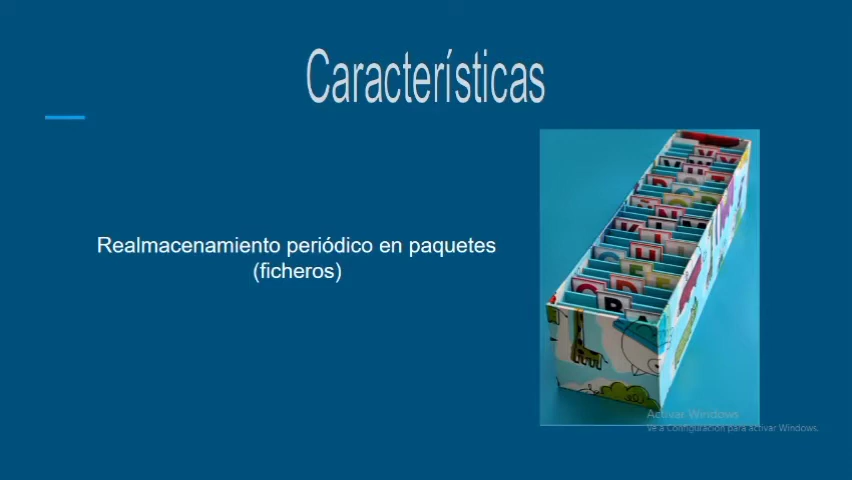 Características
Realmacenamiento periódico en paquetes
(ficheros)
Activar Windows
Ve a Configuración para activar Windows.